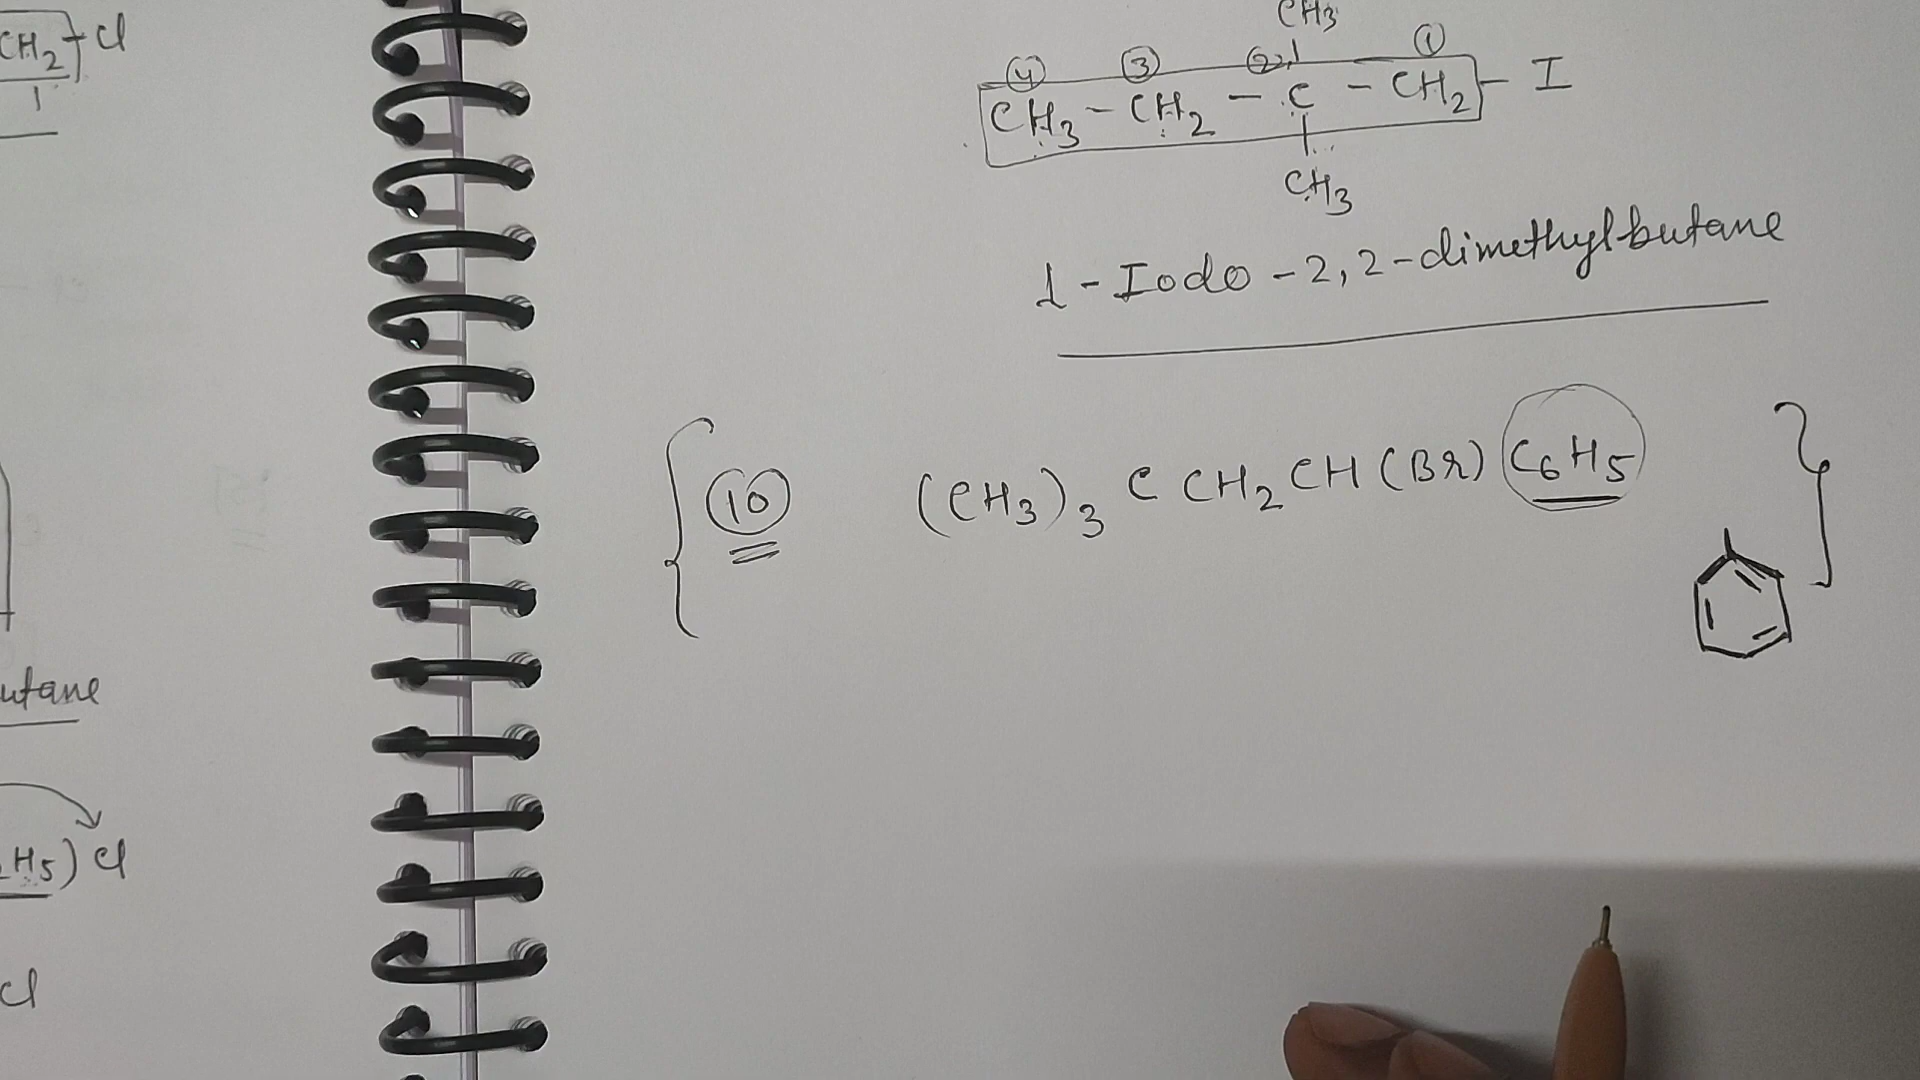 CH2 Cl
1
utane
H5) Cl
Cl
CH3
4 3 2 1
CH3 - CH2 - C - CH2 - I
CH3
1 - Iodo - 2, 2 - dimethylbutane
10 (CH3)3 C CH2 CH (Br) C6H5